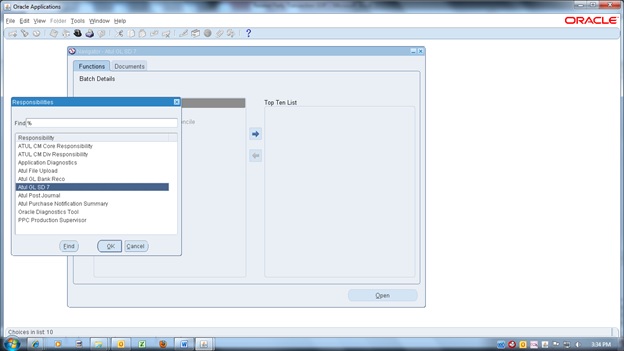 Oracle Applications
File Edit View Folder Tools Window Help
ORACLE
Atul GL SD 7
Functions Documents
Batch Details
Responsibilities
Top Ten List
Find %
Responsibility
ATUL CM Core Responsibility
ATUL CM Div Responsibility
Application Diagnostics
Atul File Upload
Atul GL Bank Reco
Atul GL SD 7
Atul Post Journal
Atul Purchase Notification Summary
Oracle Diagnostics Tool
PPC Production Supervisor
Find OK Cancel
Open
Choices in list: 10
3:34 PM